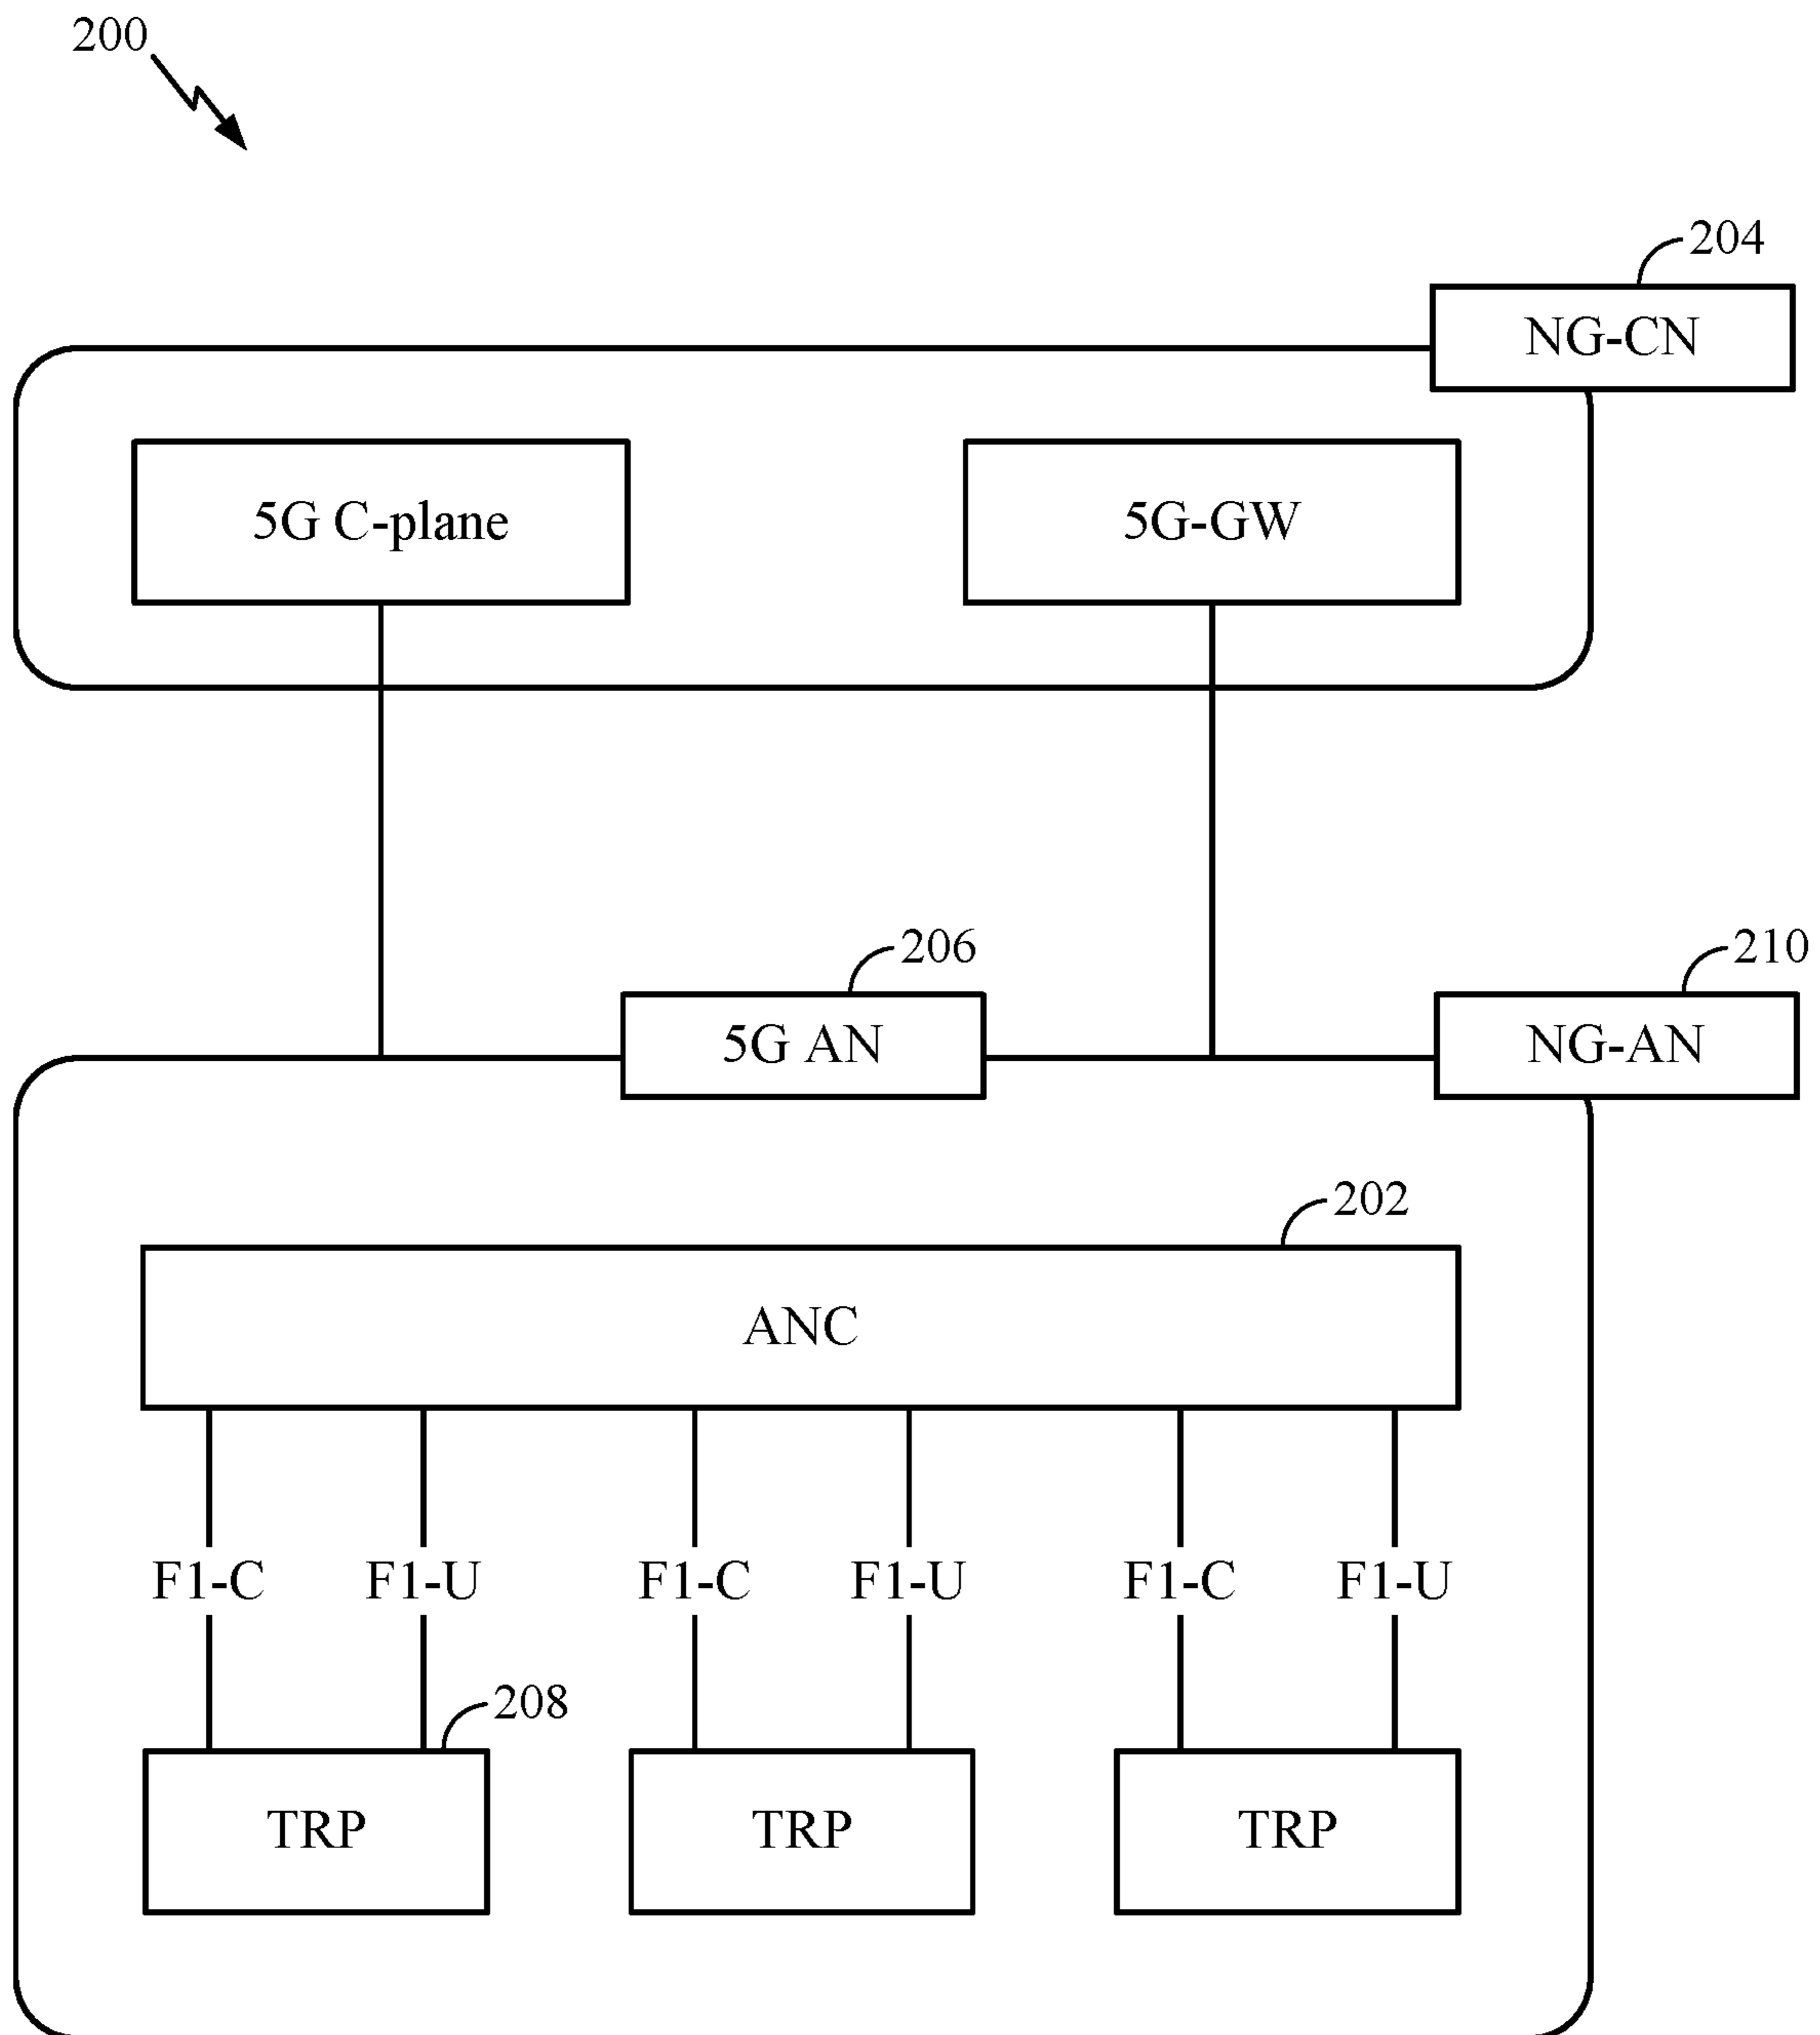 200
204
NG-CN
5G C-plane
5G-GW
206
210
5G AN
NG-AN
202
ANC
F1-C
F1-U
F1-C
F1-U
F1-C
F1-U
208
TRP
TRP
TRP